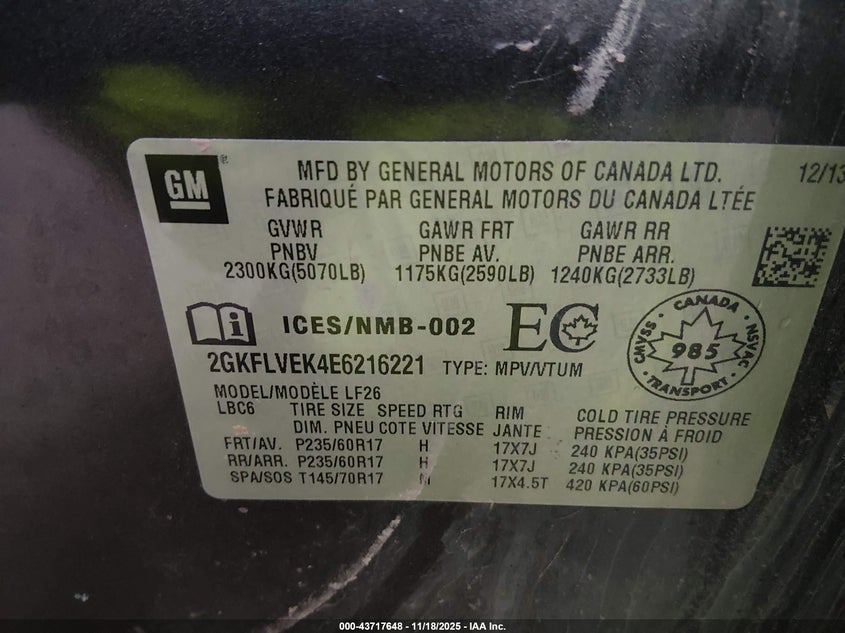 GM®
MFD BY GENERAL MOTORS OF CANADA LTD. 12/13
FABRIQUÉ PAR GENERAL MOTORS DU CANADA LTÉE
GVWR GAWR FRT GAWR RR
PNBV PNBE AV. PNBE ARR.
2300KG(5070LB) 1175KG(2590LB) 1240KG(2733LB)
i ICES/NMB-002 EC
CANADA
CMVSS 985 NSVAC
TRANSPORT
2GKFLVEK4E6216221 TYPE: MPV/VTUM
MODEL/MODÈLE LF26
LBC6 TIRE SIZE SPEED RTG RIM COLD TIRE PRESSURE
DIM. PNEU COTE VITESSE JANTE PRESSION À FROID
FRT/AV. P235/60R17 H 17X7J 240 KPA(35PSI)
RR/ARR. P235/60R17 H 17X7J 240 KPA(35PSI)
SPA/SOS T145/70R17 M 17X4.5T 420 KPA(60PSI)
000-43717648 - 11/18/2025 - IAA Inc.